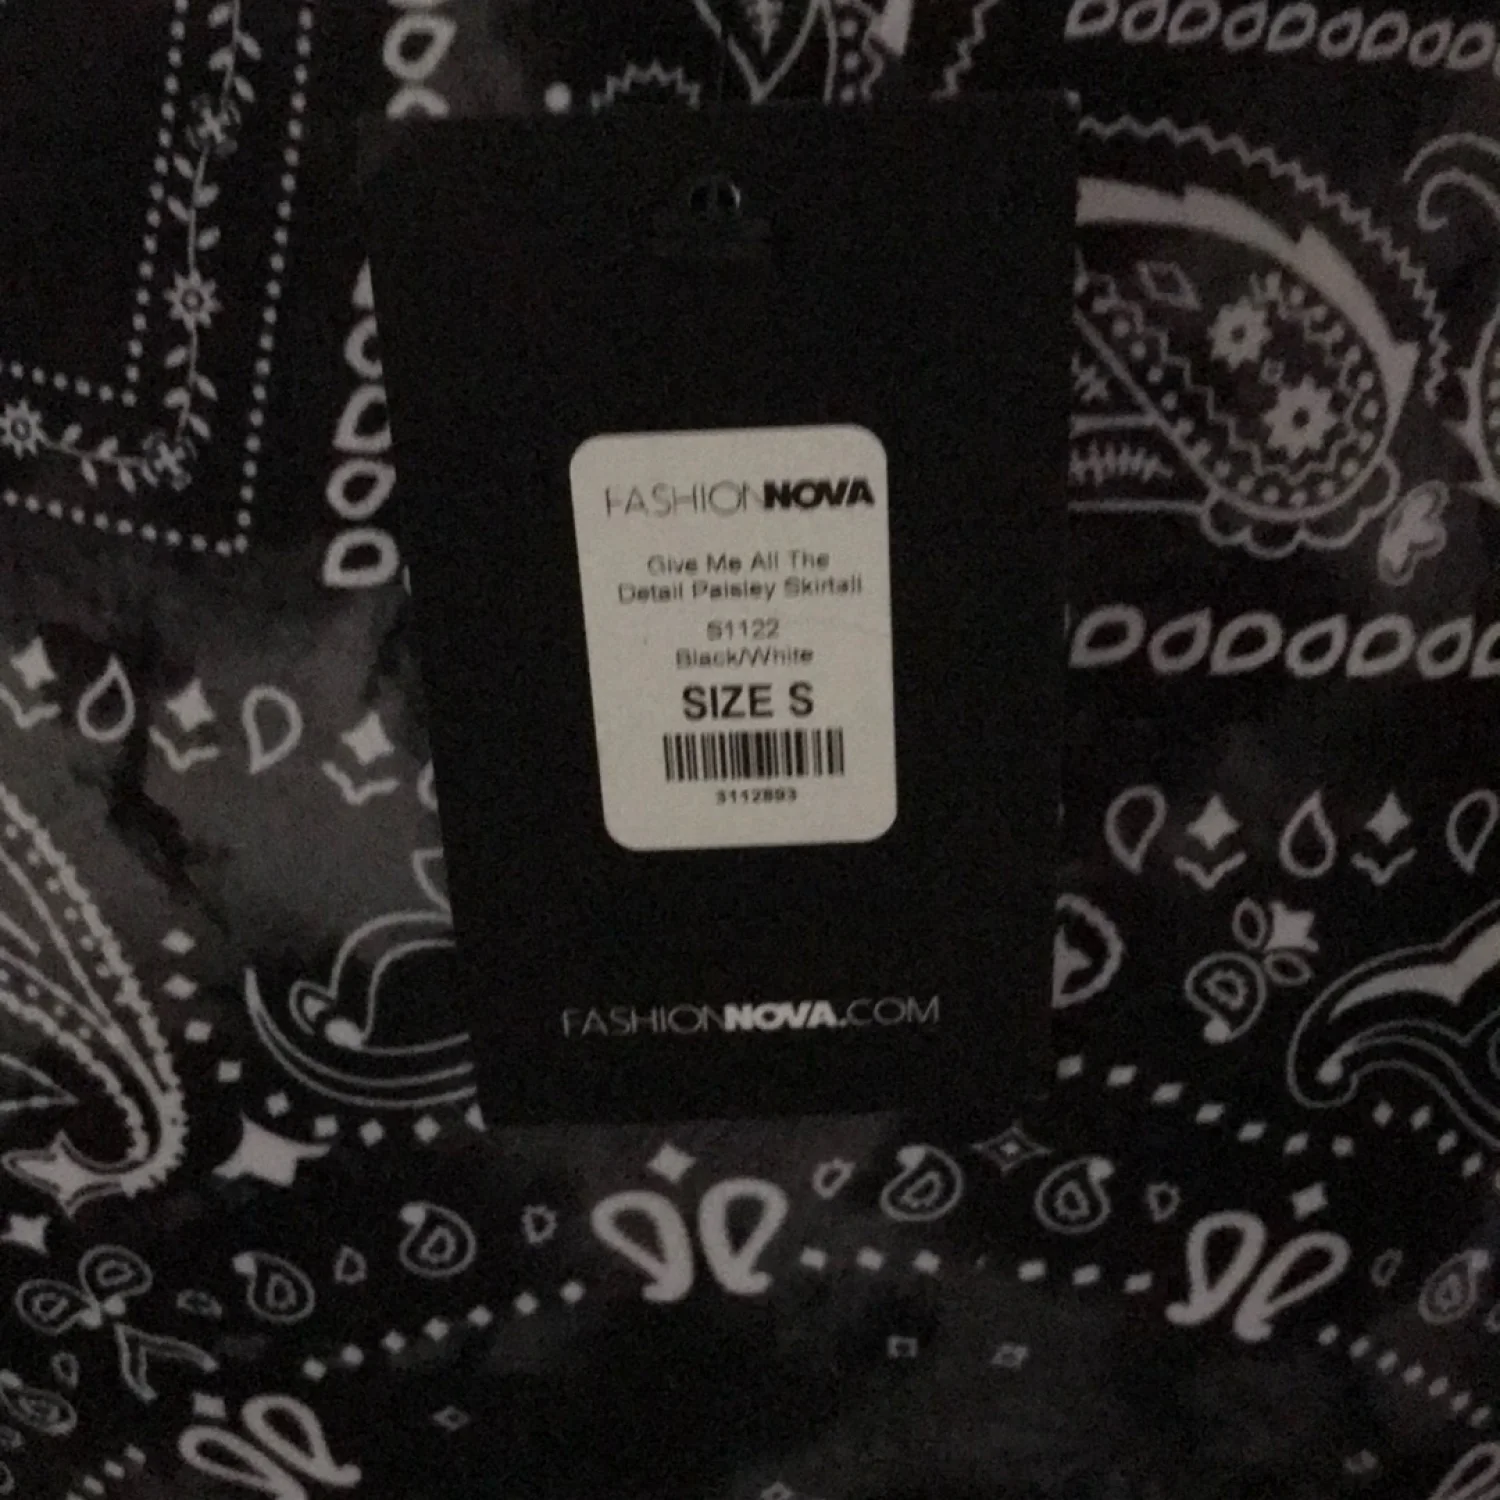 FASHIONNOVA
Give Me All The
Detail Paisley Skirtall
S1122
Black/White
SIZE S
3112893
FASHIONNOVA.COM